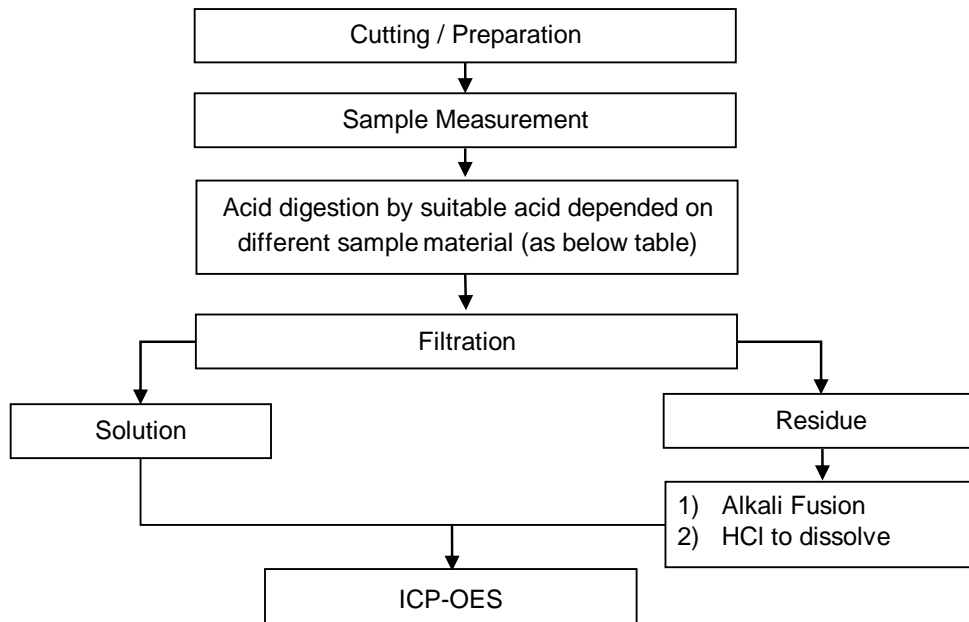 Cutting / Preparation
Sample Measurement
Acid digestion by suitable acid depended on
different sample material (as below table)
Filtration
Solution
Residue
1) Alkali Fusion
2) HCl to dissolve
ICP-OES